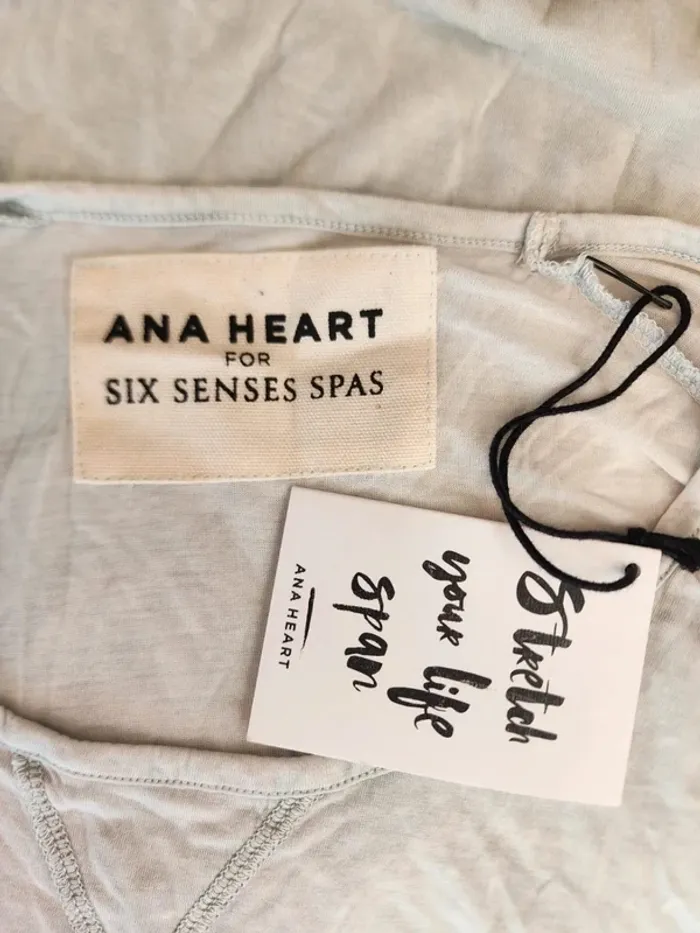 ANA HEART
FOR
SIX SENSES SPAS
Stretch
your life
span
ANA HEART